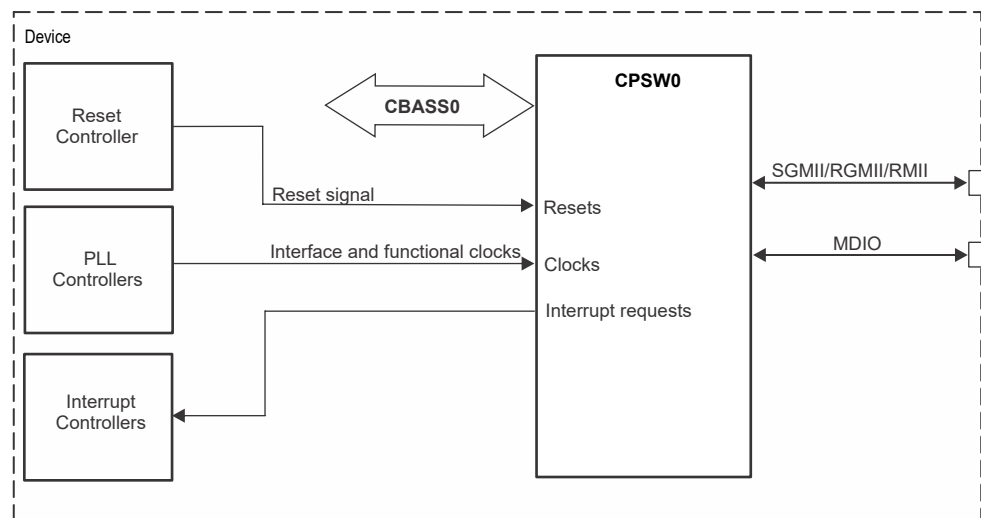 Device
Reset
Controller
CBASS0
CPSW0
SGMII/RGMII/RMII
Reset signal
Resets
PLL
Controllers
Interface and functional clocks
Clocks
MDIO
Interrupt requests
Interrupt
Controllers